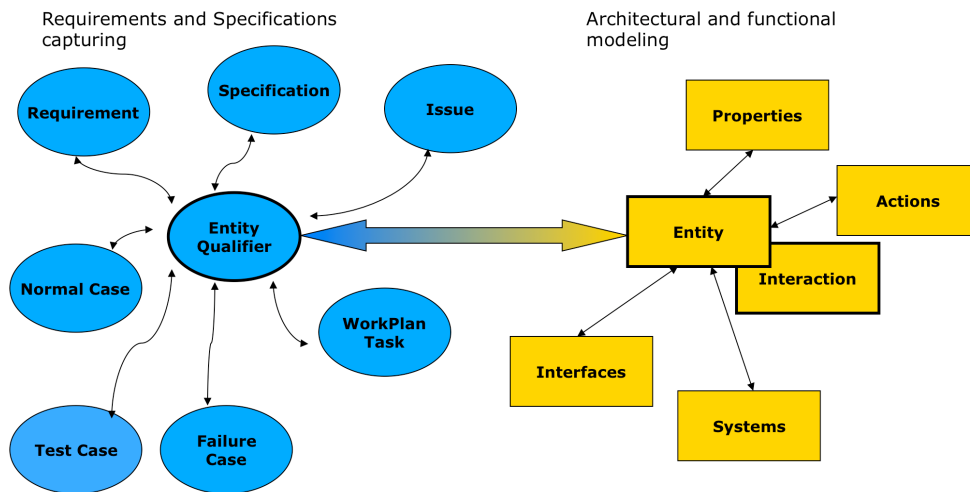 Requirements and Specifications
capturing
Architectural and functional
modeling
Requirement
Specification
Issue
Properties
Actions
Entity
Qualifier
Entity
Interaction
Normal Case
WorkPlan
Task
Interfaces
Systems
Test Case
Failure
Case